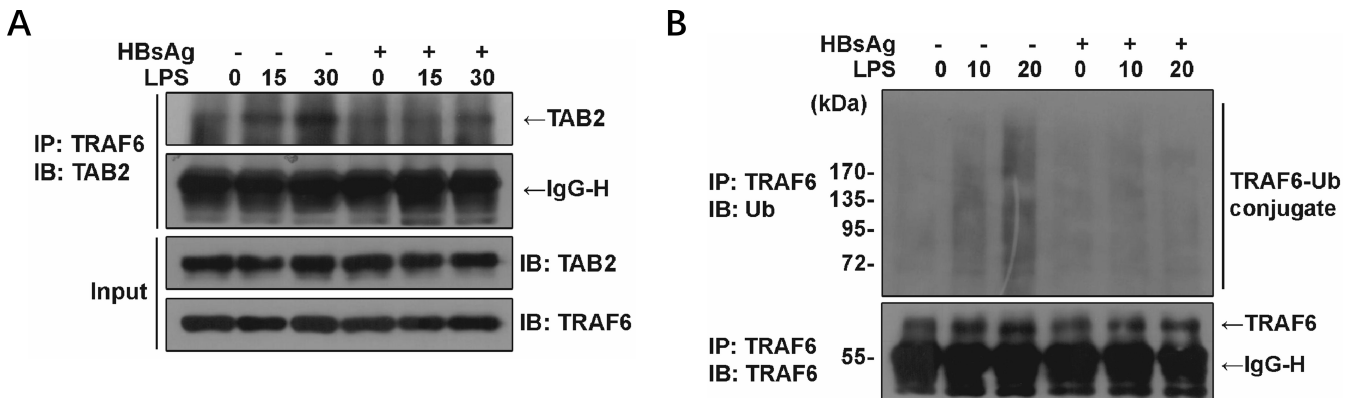 A
HBsAg - - - + + +
LPS 0 15 30 0 15 30
IP: TRAF6
IB: TAB2
←TAB2
←IgG-H
Input
IB: TAB2
IB: TRAF6
B
HBsAg - - - + + +
LPS 0 10 20 0 10 20
(kDa)
170-
135-
95-
72-
IP: TRAF6
IB: Ub
TRAF6-Ub
conjugate
IP: TRAF6
IB: TRAF6
55-
←TRAF6
←IgG-H